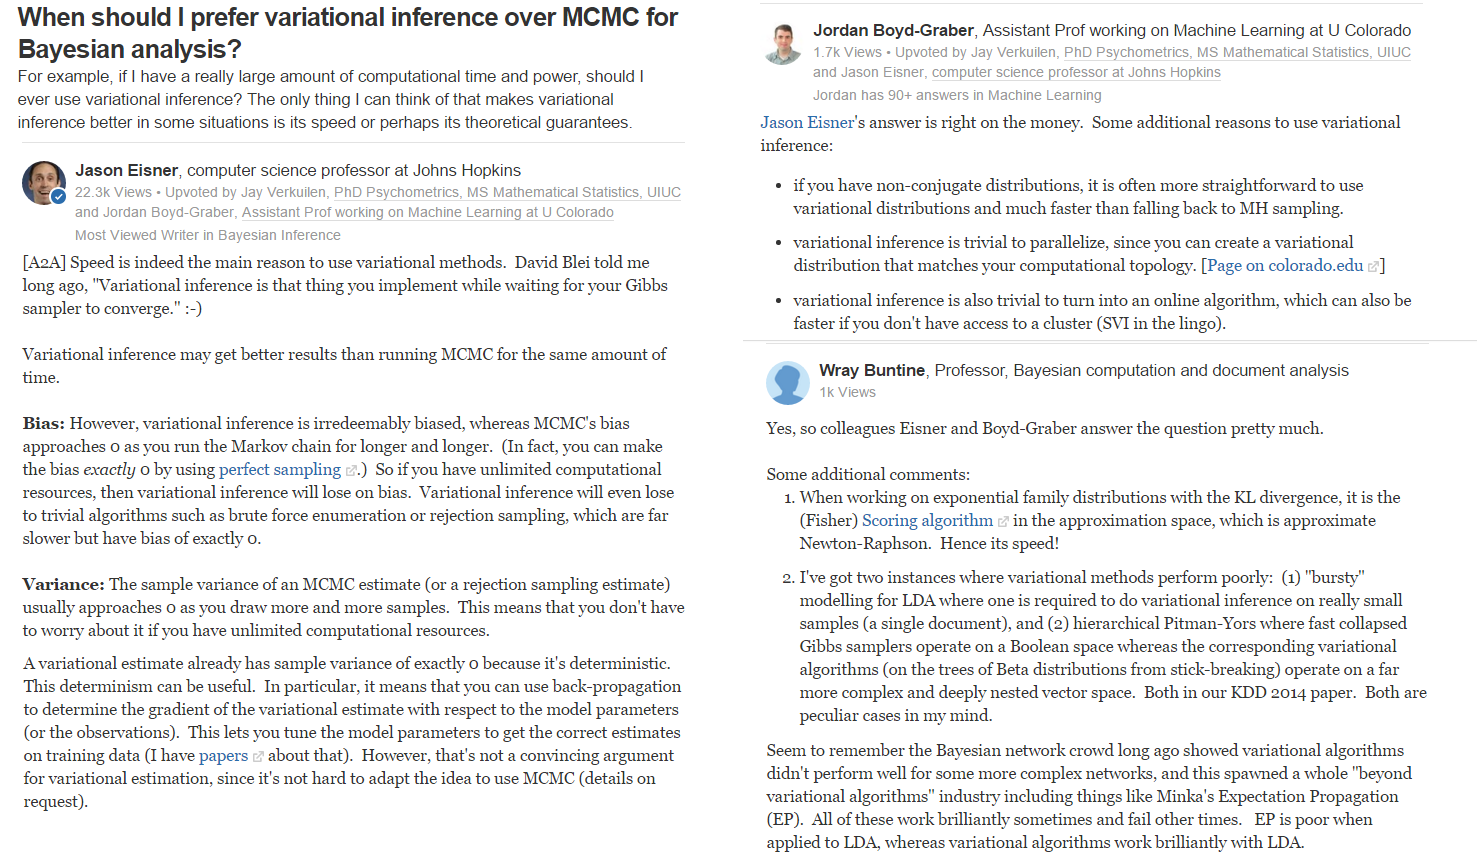 When should I prefer variational inference over MCMC for
Bayesian analysis?
For example, if I have a really large amount of computational time and power, should I
ever use variational inference? The only thing I can think of that makes variational
inference better in some situations is its speed or perhaps its theoretical guarantees.
Jason Eisner, computer science professor at Johns Hopkins
22.3k Views • Upvoted by Jay Verkuilen, PhD Psychometrics, MS Mathematical Statistics, UIUC
and Jordan Boyd-Graber, Assistant Prof working on Machine Learning at U Colorado
Most Viewed Writer in Bayesian Inference
[A2A] Speed is indeed the main reason to use variational methods. David Blei told me
long ago, "Variational inference is that thing you implement while waiting for your Gibbs
sampler to converge." :-)
Variational inference may get better results than running MCMC for the same amount of
time.
Bias: However, variational inference is irredeemably biased, whereas MCMC's bias
approaches 0 as you run the Markov chain for longer and longer. (In fact, you can make
the bias exactly 0 by using perfect sampling.) So if you have unlimited computational
resources, then variational inference will lose on bias. Variational inference will even lose
to trivial algorithms such as brute force enumeration or rejection sampling, which are far
slower but have bias of exactly 0.
Variance: The sample variance of an MCMC estimate (or a rejection sampling estimate)
usually approaches 0 as you draw more and more samples. This means that you don't have
to worry about it if you have unlimited computational resources.
A variational estimate already has sample variance of exactly 0 because it's deterministic.
This determinism can be useful. In particular, it means that you can use back-propagation
to determine the gradient of the variational estimate with respect to the model parameters
(or the observations). This lets you tune the model parameters to get the correct estimates
on training data (I have papers about that). However, that's not a convincing argument
for variational estimation, since it's not hard to adapt the idea to use MCMC (details on
request).
Jordan Boyd-Graber, Assistant Prof working on Machine Learning at U Colorado
1.7k Views • Upvoted by Jay Verkuilen, PhD Psychometrics, MS Mathematical Statistics, UIUC
and Jason Eisner, computer science professor at Johns Hopkins
Jordan has 90+ answers in Machine Learning
Jason Eisner's answer is right on the money. Some additional reasons to use variational
inference:
• if you have non-conjugate distributions, it is often more straightforward to use
variational distributions and much faster than falling back to MH sampling.
• variational inference is trivial to parallelize, since you can create a variational
distribution that matches your computational topology. [Page on colorado.edu]
• variational inference is also trivial to turn into an online algorithm, which can also be
faster if you don't have access to a cluster (SVI in the lingo).
Wray Buntine, Professor, Bayesian computation and document analysis
1k Views
Yes, so colleagues Eisner and Boyd-Graber answer the question pretty much.
Some additional comments:
1. When working on exponential family distributions with the KL divergence, it is the
(Fisher) Scoring algorithm in the approximation space, which is approximate
Newton-Raphson. Hence its speed!
2. I've got two instances where variational methods perform poorly: (1) "bursty"
modelling for LDA where one is required to do variational inference on really small
samples (a single document), and (2) hierarchical Pitman-Yors where fast collapsed
Gibbs samplers operate on a Boolean space whereas the corresponding variational
algorithms (on the trees of Beta distributions from stick-breaking) operate on a far
more complex and deeply nested vector space. Both in our KDD 2014 paper. Both are
peculiar cases in my mind.
Seem to remember the Bayesian network crowd long ago showed variational algorithms
didn't perform well for some more complex networks, and this spawned a whole "beyond
variational algorithms" industry including things like Minka's Expectation Propagation
(EP). All of these work brilliantly sometimes and fail other times. EP is poor when
applied to LDA, whereas variational algorithms work brilliantly with LDA.